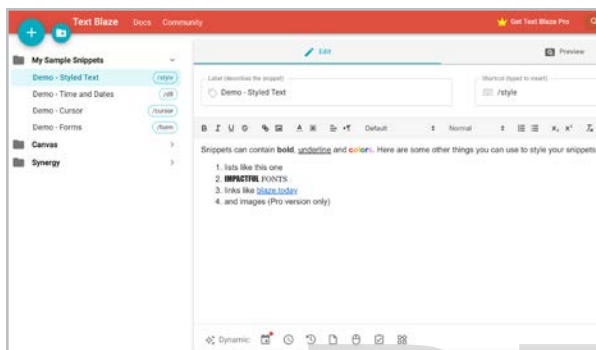 Text Blaze Docs Community Get Text Blaze Pro
My Sample Snippets
Edit Preview
Demo - Styled Text /style
Label (describes the snippet) Shortcut (typed to insert)
Demo - Styled Text /style
Demo - Time and Dates /dt
Demo - Cursor /cursor
Demo - Forms /form
B I U Default Normal
Canvas
Snippets can contain bold, underline and colors. Here are some other things you can use to style your snippets
Synergy
1. lists like this one
2. IMPACTFUL FONTS
3. links like blaze.today
4. and images (Pro version only)
Dynamic: